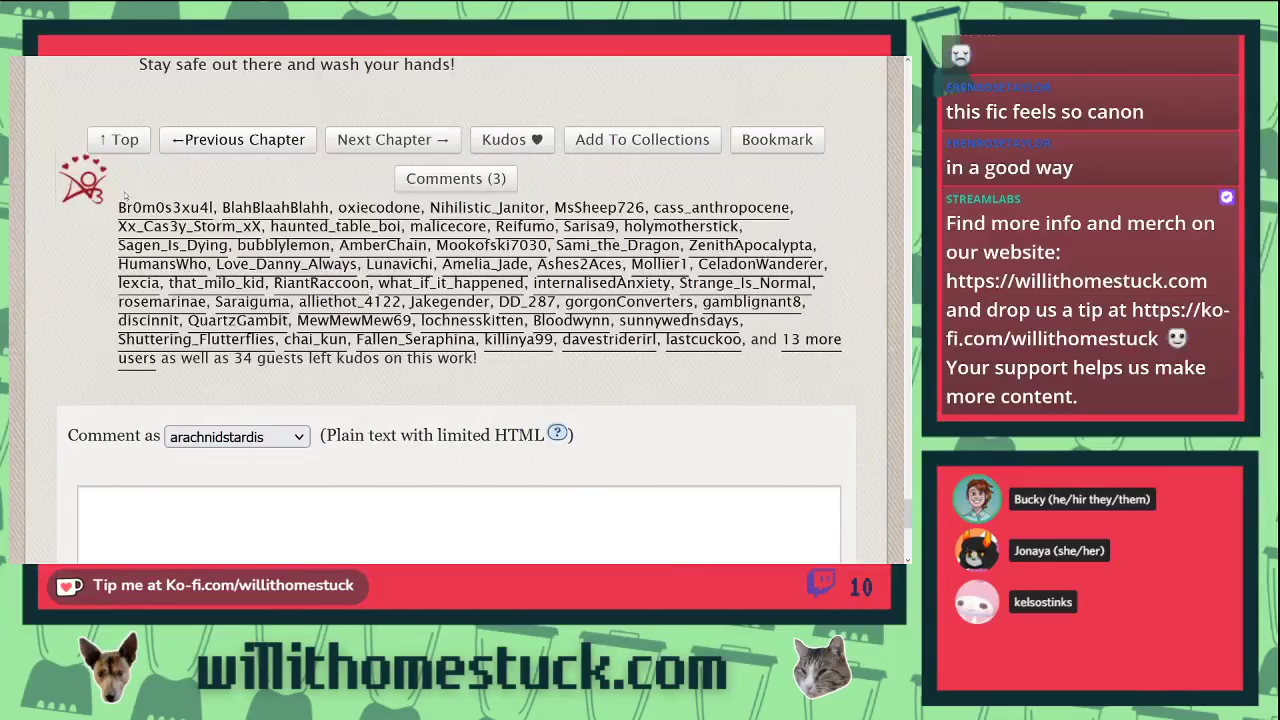 Stay safe out there and wash your hands!
↑ Top
←Previous Chapter
Next Chapter →
Kudos ♥
Add To Collections
Bookmark
Comments (3)
Br0m0s3xu4l, BlahBlahBlahh, oxiecodone, Nihilistic_Janitor, MsSheep726, cass_anthropocene,
Xx_Cas3y_Storm_xX, haunted_table_boi, malicecore, Reifumo, Sarisa9, holymotherstick,
Sagen_Is_Dying, bubblylemon, AmberChain, Mookofski7030, Sami_the_Dragon, ZenithApocalypta,
HumansWho, Love_Danny_Always, Lunavichi, Amelia_Jade, Ashes2Aces, Mollier1, CeladonWanderer,
lexcia, that_milo_kid, RiantRaccoon, what_if_it_happened, internalisedAnxiety, Strange_Is_Normal,
rosemarinae, Saraiguma, alliethot_4122, Jakegender, DD_287, gorgonConverters, gamblignant8,
discinnit, QuartzGambit, MewMewMew69, lochnesskitten, Bloodwynn, sunnywednsdays,
Shuttering_Flutterflies, chai_kun, Fallen_Seraphina, killinya99, davestriderirl, lastcuckoo, and 13 more
users as well as 34 guests left kudos on this work!
Comment as arachnidstardis (Plain text with limited HTML ?)
Tip me at Ko-fi.com/willithomestuck
10
willithomestuck.com
this fic feels so canon
in a good way
STREAMLABS
Find more info and merch on
our website:
https://willithomestuck.com
and drop us a tip at https://ko-
fi.com/willithomestuck
Your support helps us make
more content.
Bucky (he/hir they/them)
Jonaya (she/her)
kelsostinks